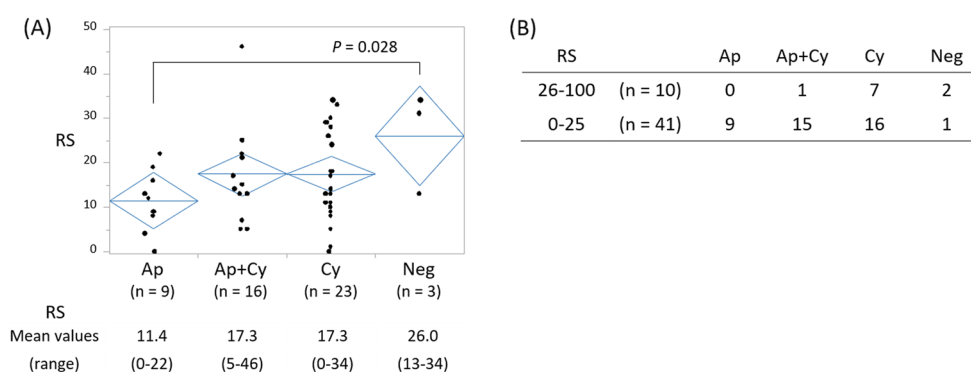 (A)
P = 0.028
50
40
30
20
10
0
RS
Ap
Ap+Cy
Cy
Neg
(n = 9)
(n = 16)
(n = 23)
(n = 3)
RS
Mean values
11.4
17.3
17.3
26.0
(range)
(0-22)
(5-46)
(0-34)
(13-34)
(B)
RS Ap Ap+Cy Cy Neg
26-100 (n = 10) 0 1 7 2
0-25 (n = 41) 9 15 16 1